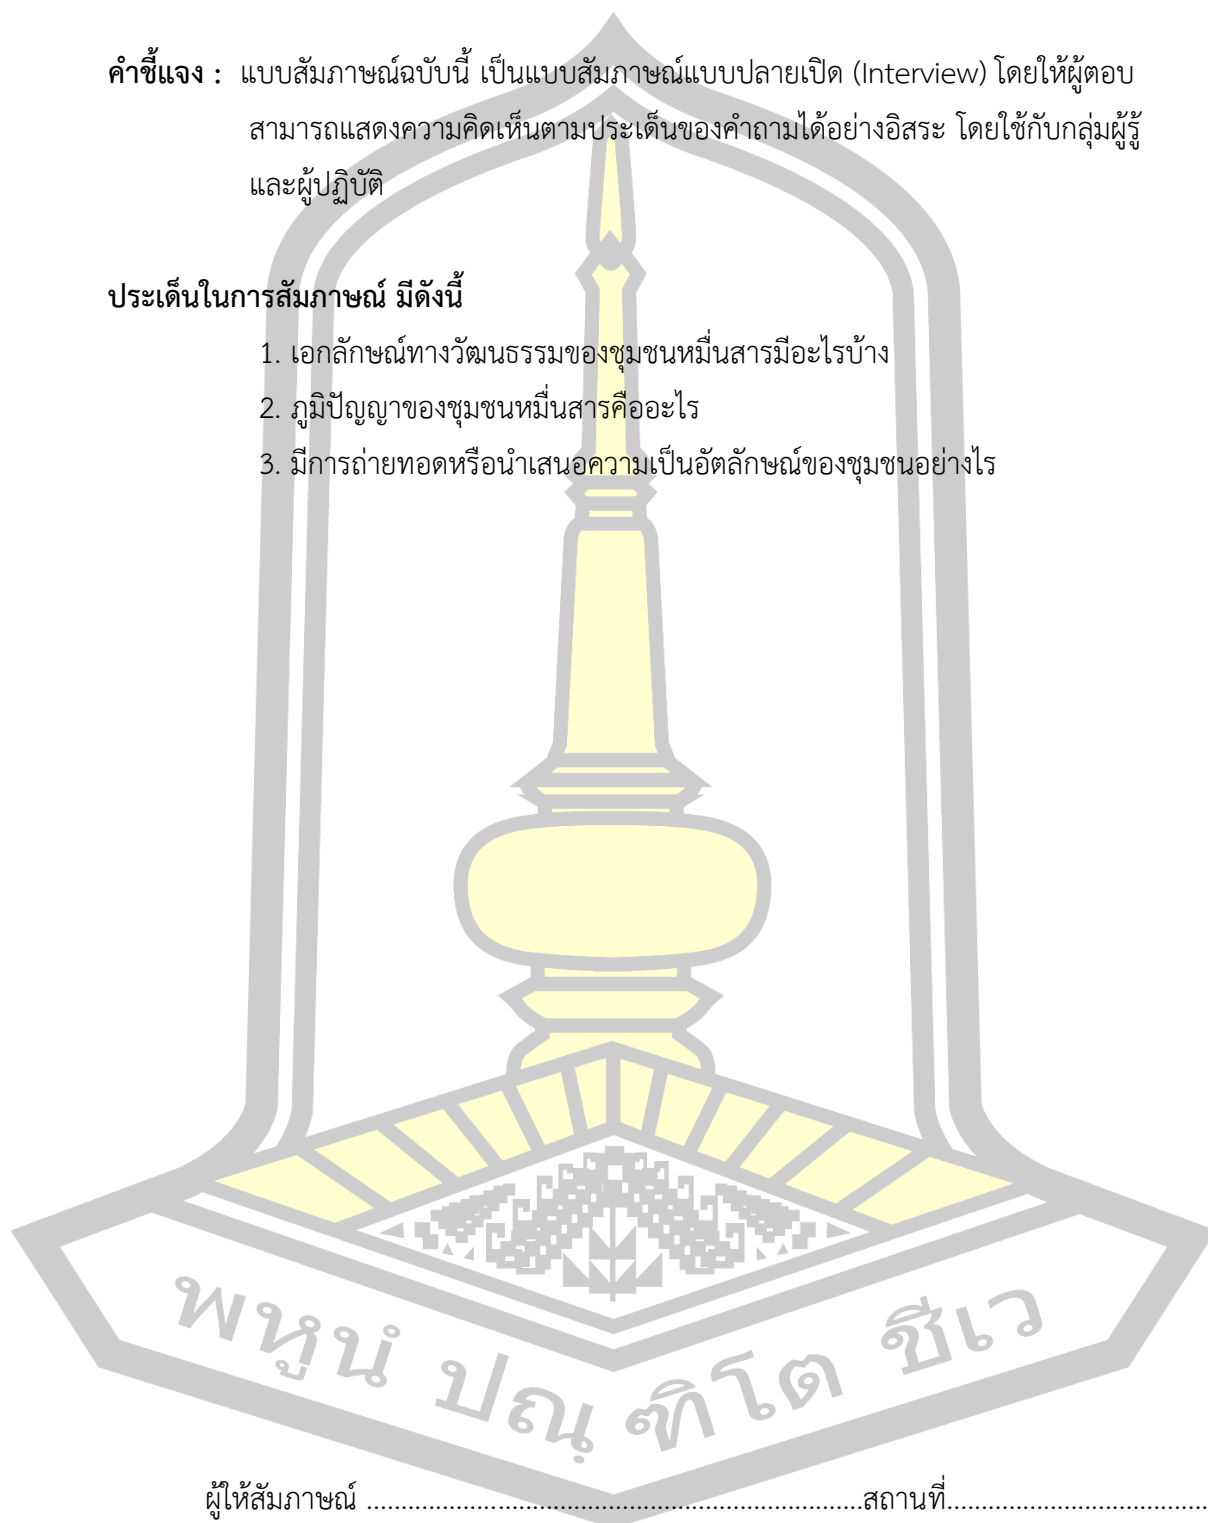 คำชี้แจง : แบบสัมภาษณ์ฉบับนี้ เป็นแบบสัมภาษณ์แบบปลายเปิด (Interview) โดยให้ผู้ตอบ
สามารถแสดงความคิดเห็นตามประเด็นของคำถามได้อย่างอิสระ โดยใช้กับกลุ่มผู้รู้
และผู้ปฏิบัติ
ประเด็นในการสัมภาษณ์ มีดังนี้
1. เอกลักษณ์ทางวัฒนธรรมของชุมชนหมื่นสารมีอะไรบ้าง
2. ภูมิปัญญาของชุมชนหมื่นสารคืออะไร
3. มีการถ่ายทอดหรือนำเสนอความเป็นอัตลักษณ์ของชุมชนอย่างไร
พหูนํ ปณฺฑิโต ชีเว
ผู้ให้สัมภาษณ์ ..........................................................................................สถานที่................................................